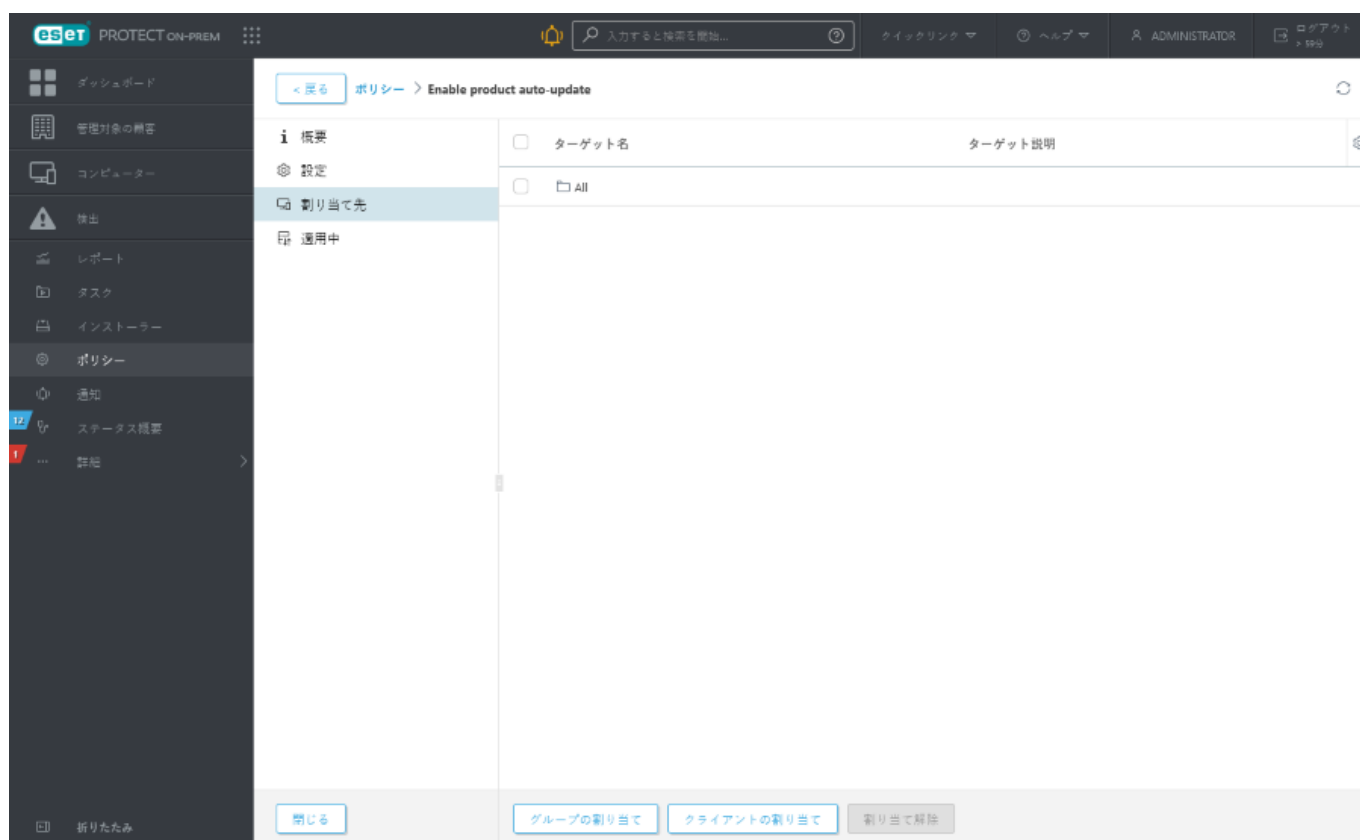 eset PROTECT ON-PREM
入力すると検索を開始...
クイックリンク
ヘルプ
ADMINISTRATOR
ログアウト
> 59分
ダッシュボード
管理対象の顧客
コンピューター
検出
レポート
タスク
インストーラー
ポリシー
通知
12
ステータス概要
1
詳細
折りたたみ
< 戻る ポリシー > Enable product auto-update
概要
設定
割り当て先
適用中
ターゲット名 ターゲット説明
All
閉じる
グループの割り当て クライアントの割り当て 割り当て解除